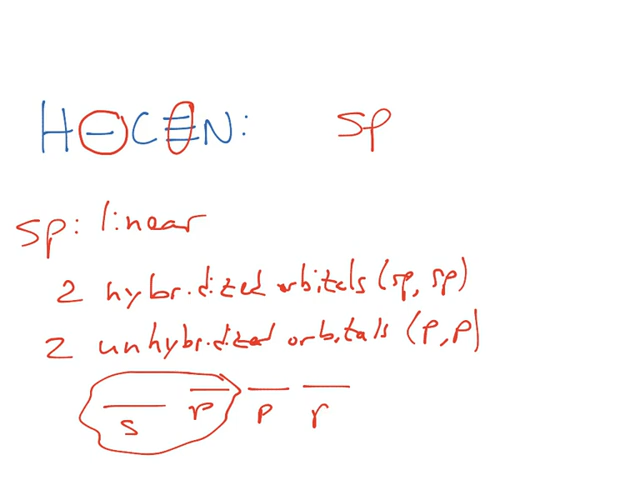 H–C≡N: sp
sp: linear
2 hybridized orbitals (sp, sp)
2 unhybridized orbitals (p, p)
s p p p